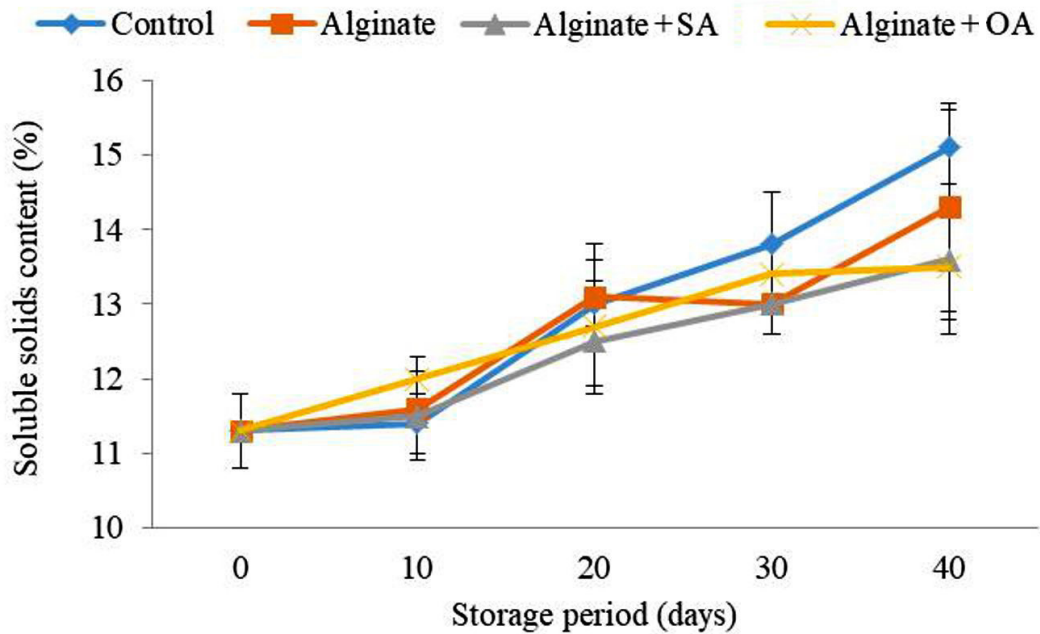 Control Alginate Alginate + SA Alginate + OA
Soluble solids content (%)
16
15
14
13
12
11
10
0 10 20 30 40
Storage period (days)